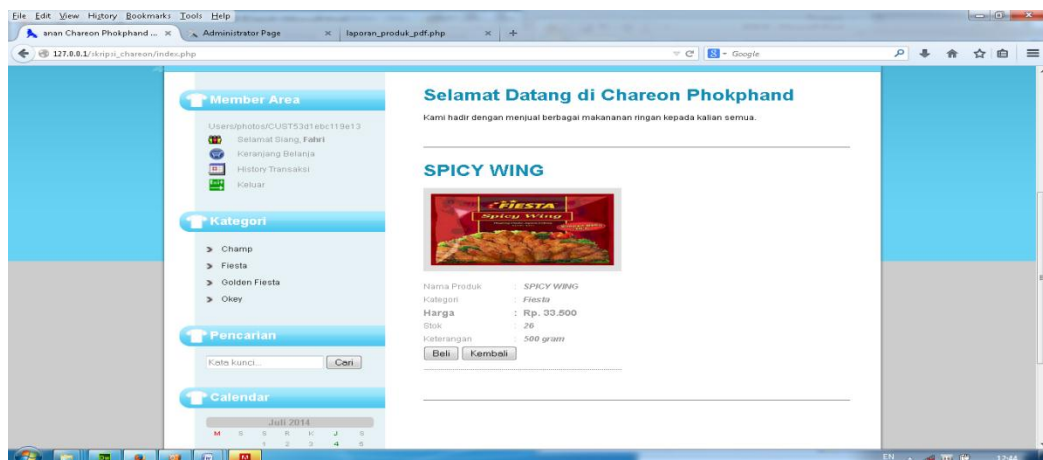 File Edit View History Bookmarks Tools Help
anan Chareon Phokphand ... × Administrator Page × laporan_produk_pdf.php × +
127.0.0.1/skripsi_chareon/index.php Google
Member Area
Users/photos/CUST53d1ebc119e13
Selamat Siang, Fahri
Keranjang Belanja
History Transaksi
Keluar
Kategori
Champ
Fiesta
Golden Fiesta
Okey
Pencarian
Kata kunci... Cari
Calendar
Juli 2014
M S S R K J S
1 2 3 4 5
Selamat Datang di Chareon Phokphand
Kami hadir dengan menjual berbagai makananan ringan kepada kalian semua.
SPICY WING
FIESTA
Spicy Wing
Nama Produk : SPICY WING
Kategori : Fiesta
Harga : Rp. 33.500
Stok : 26
Keterangan : 500 gram
Beli Kembali
EN 12:44